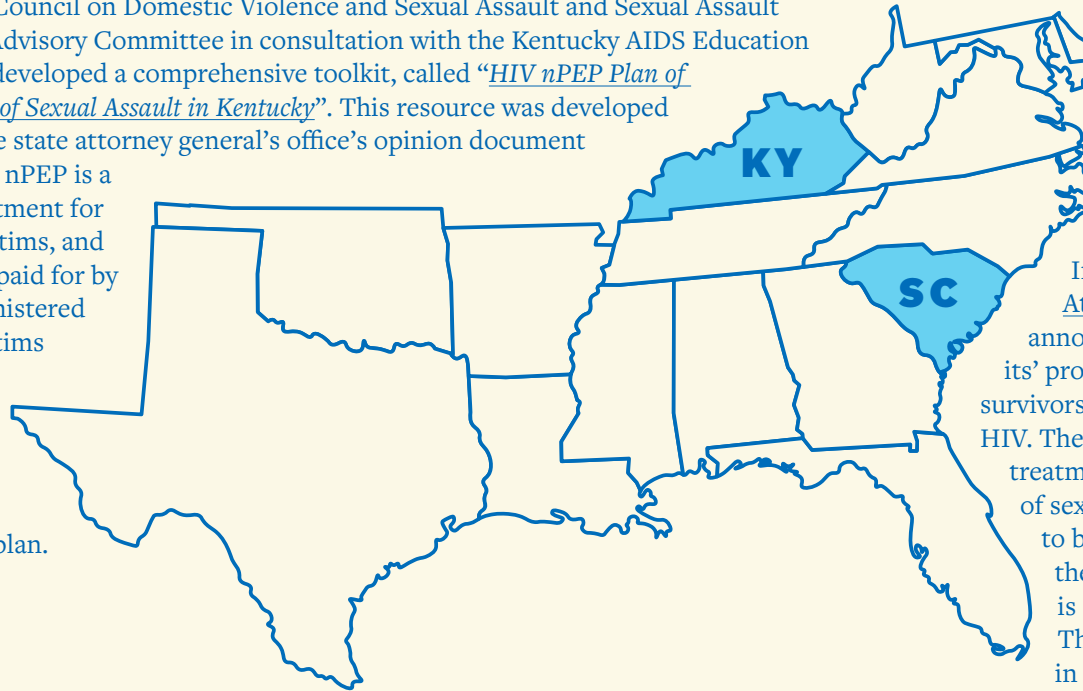 Council on Domestic Violence and Sexual Assault and Sexual Assault
Advisory Committee in consultation with the Kentucky AIDS Education
developed a comprehensive toolkit, called “HIV nPEP Plan of
of Sexual Assault in Kentucky”. This resource was developed
e state attorney general’s office’s opinion document
nPEP is a
tment for
tims, and
paid for by
nistered
tims
plan.
KY
SC
I
At
anno
its’ pro
survivors
HIV. The
treatm
of sex
to b
the
is
Th
in